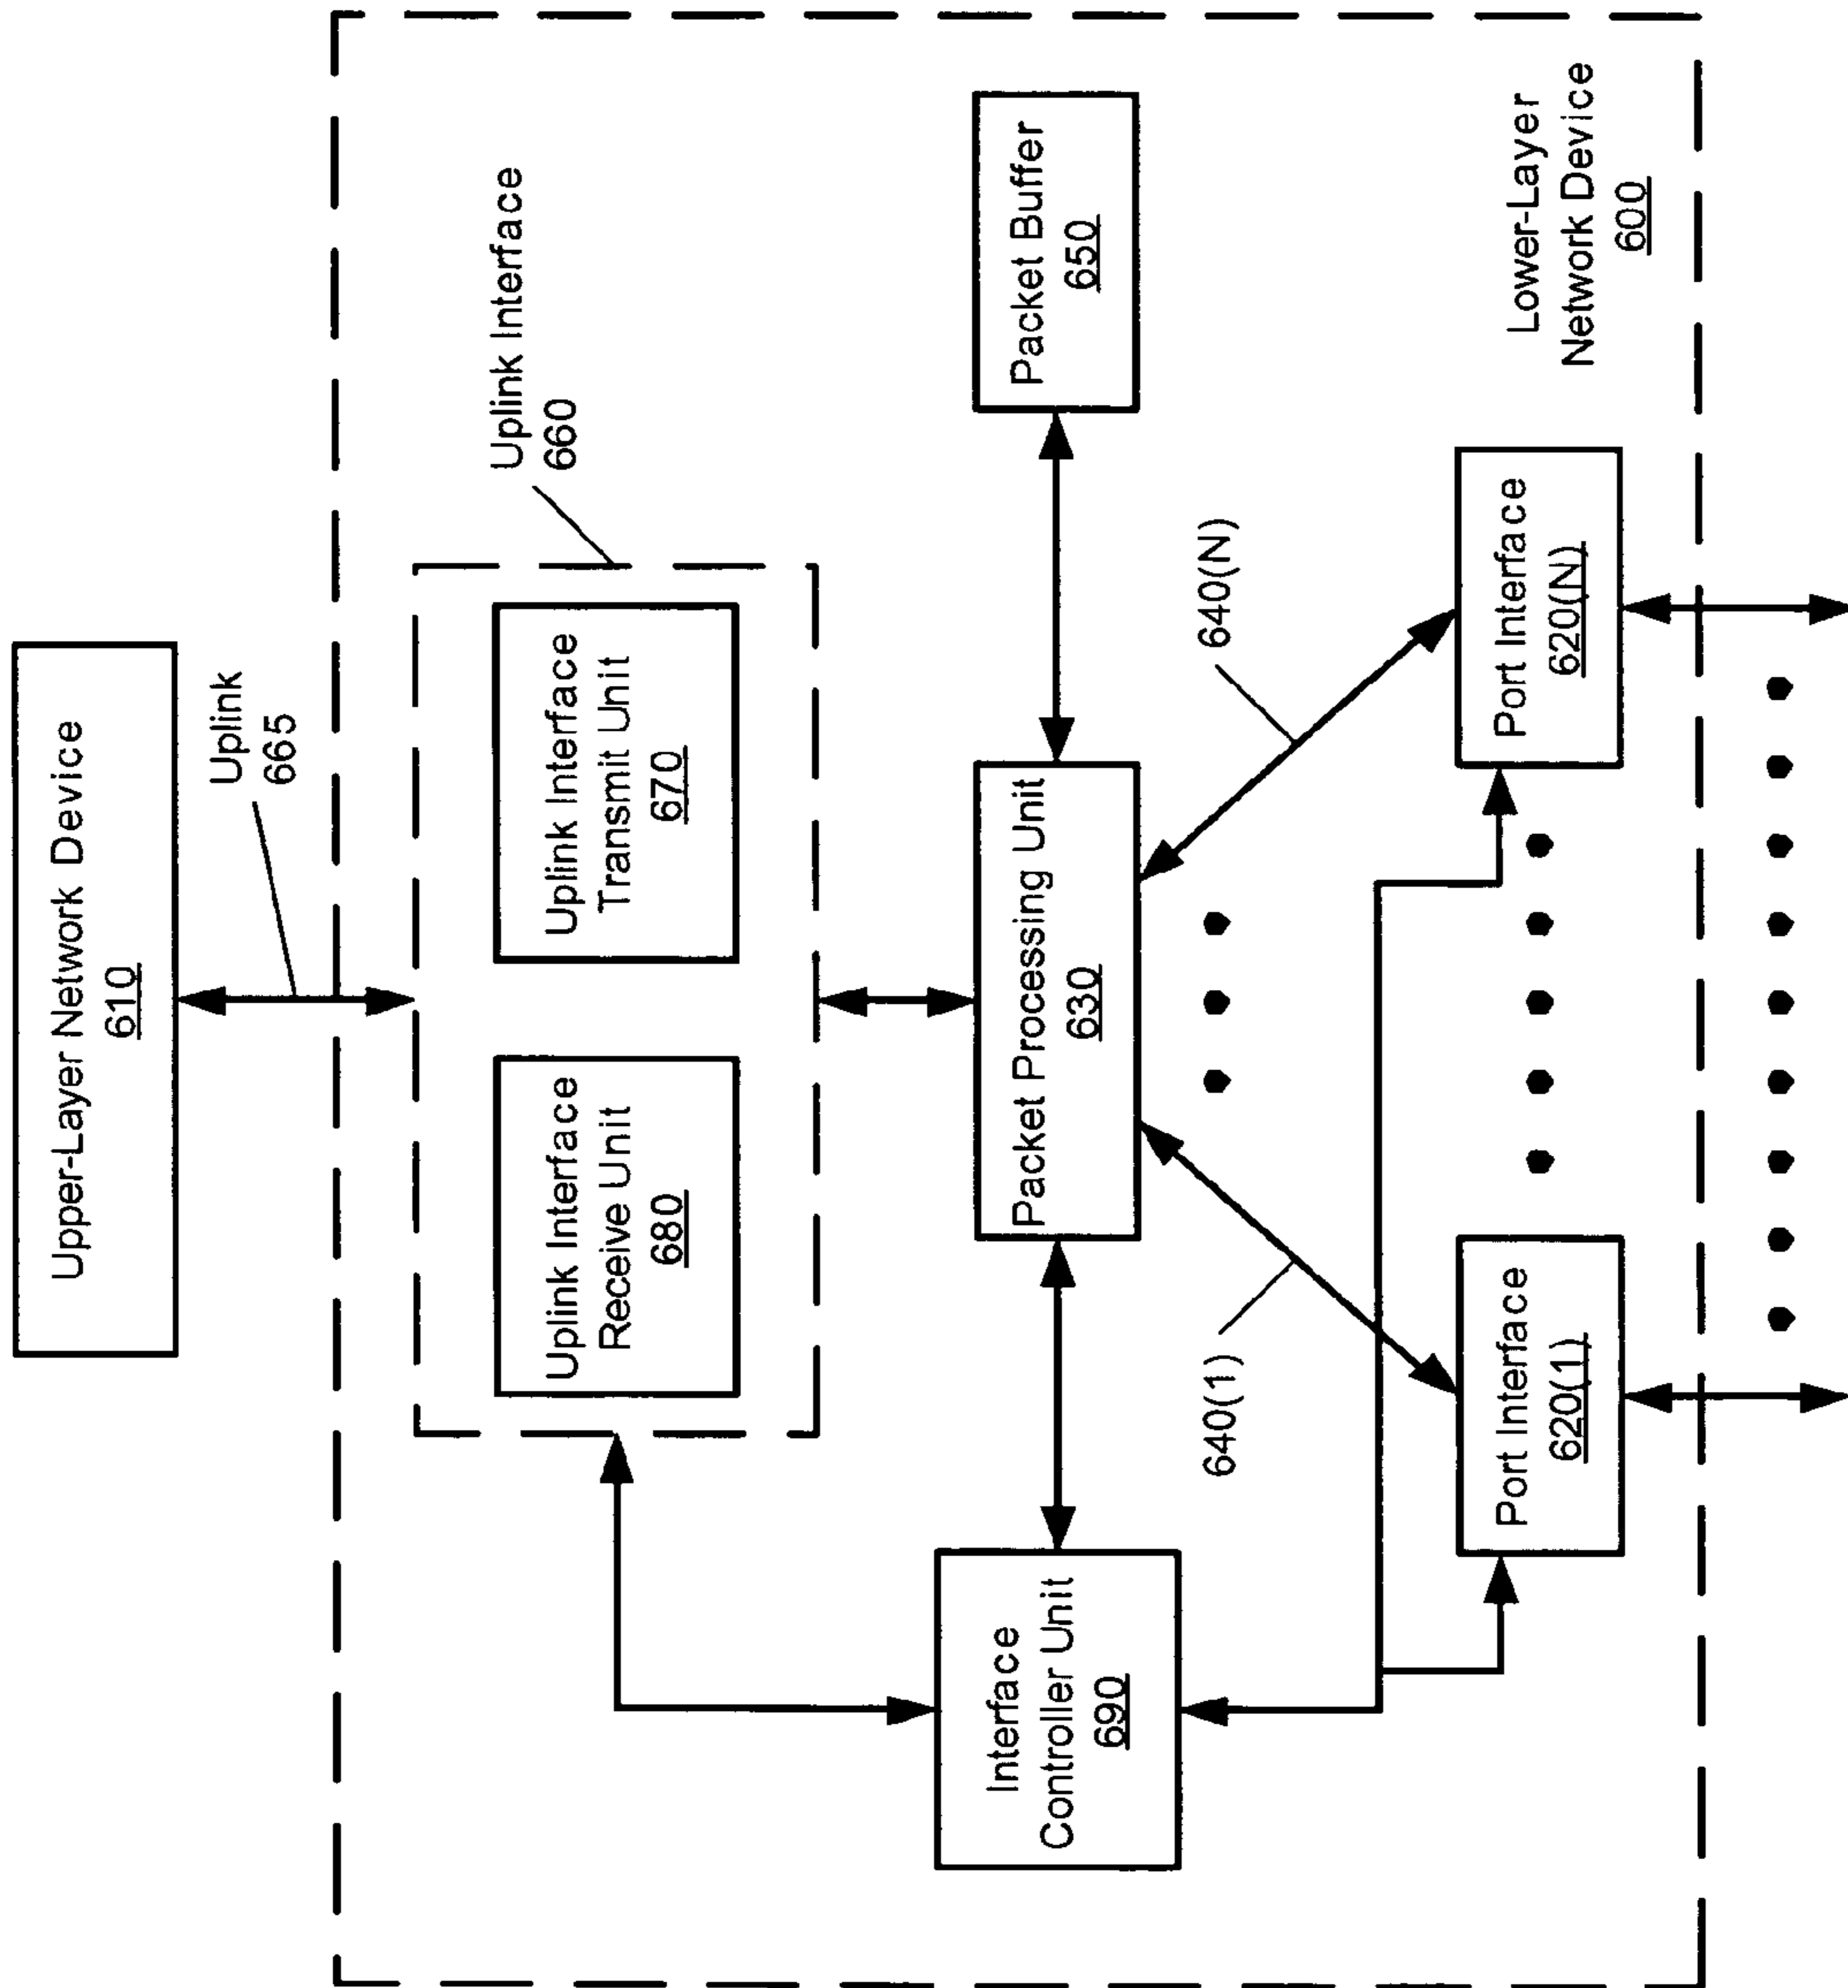 Upper-Layer Network Device
610
Uplink
665
Uplink Interface
660
Uplink Interface
Receive Unit
680
Uplink Interface
Transmit Unit
670
Interface
Controller Unit
690
Packet Processing Unit
630
Packet Buffer
650
640(1)
640(N)
Port Interface
620(1)
Port Interface
620(N)
Lower-Layer
Network Device
600